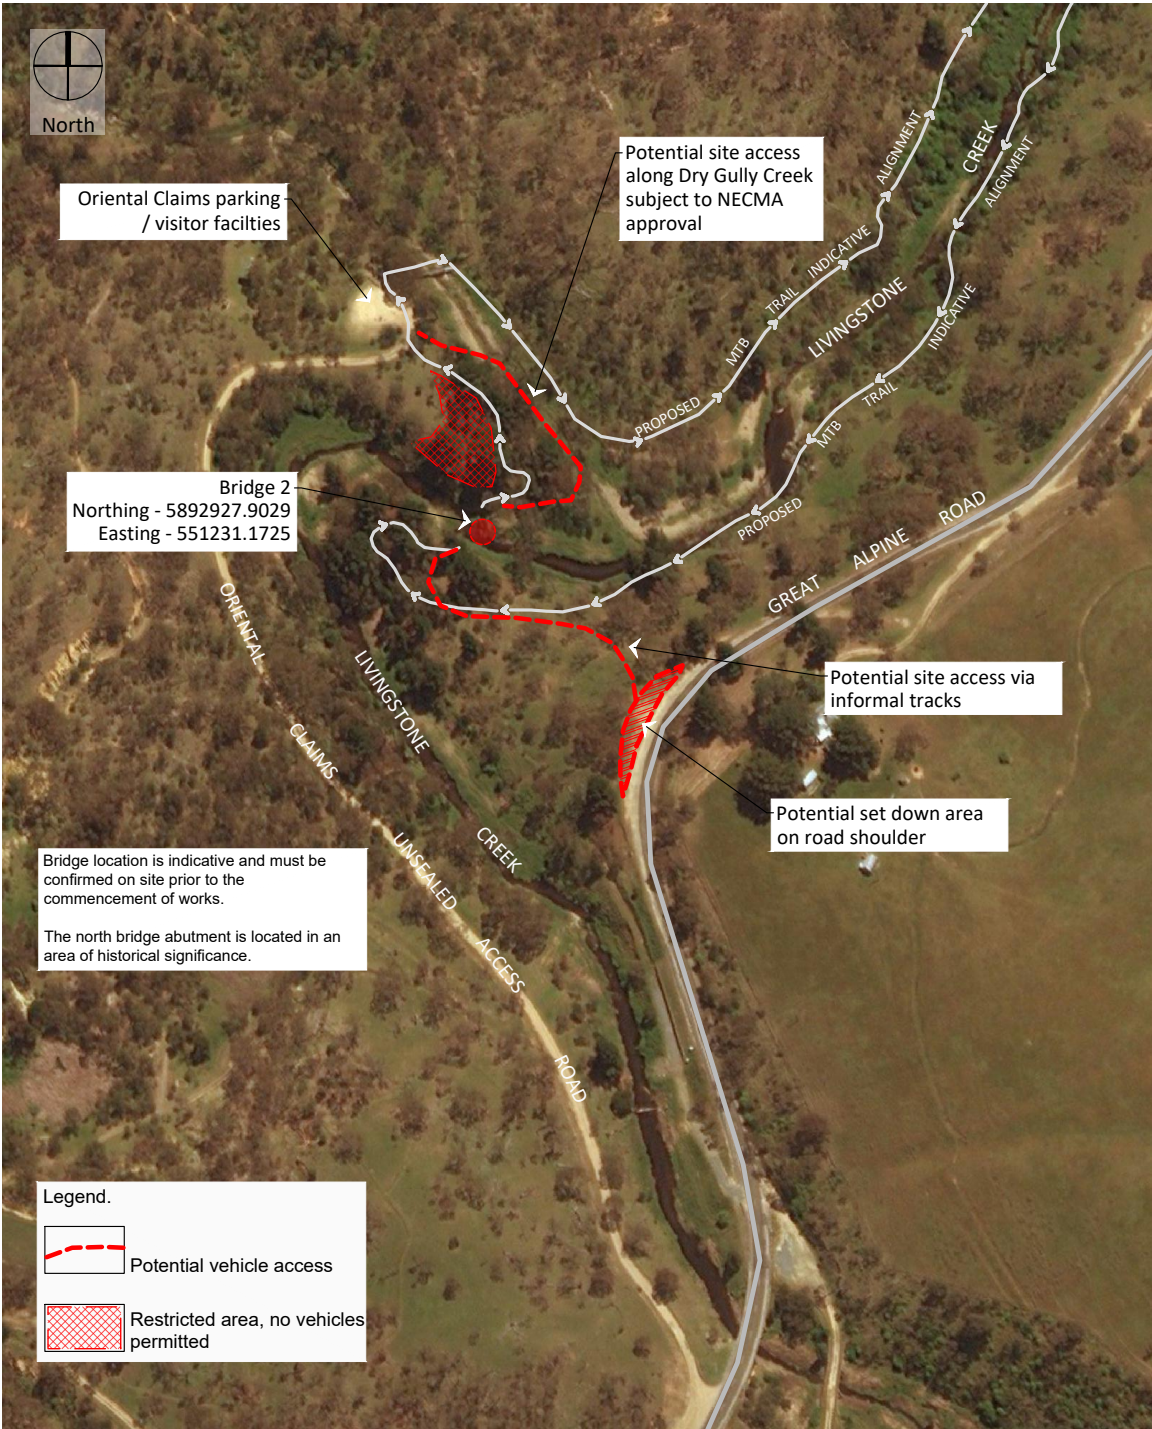 North
Potential site access
along Dry Gully Creek
subject to NECMA
approval
Oriental Claims parking
/ visitor facilties
PROPOSED
MTB
TRAIL
INDICATIVE
ALIGNMENT
LIVINGSTONE
CREEK
ALIGNMENT
INDICATIVE
TRAIL
MTB
PROPOSED
Bridge 2
Northing - 5892927.9029
Easting - 551231.1725
GREAT ALPINE ROAD
ORIENTAL
CLAIMS
UNSEALED
ACCESS
ROAD
LIVINGSTONE
CREEK
Potential site access via
informal tracks
Potential set down area
on road shoulder
Bridge location is indicative and must be
confirmed on site prior to the
commencement of works.
The north bridge abutment is located in an
area of historical significance.
Legend.
Potential vehicle access
Restricted area, no vehicles
permitted